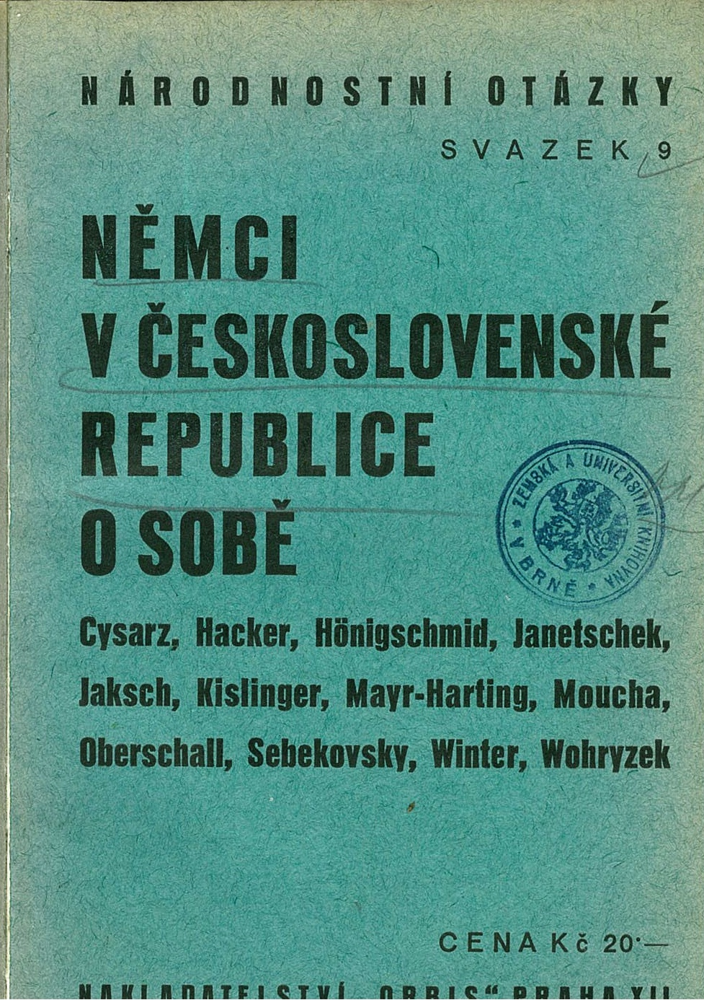 NÁRODNOSTNÍ OTÁZKY
SVAZEK 9
NĚMCI
V ČESKOSLOVENSKÉ
REPUBLICE
O SOBĚ
ZEMSKÁ A UNIVERSITNÍ KNIHOVNA
* V BRNĚ *
Cysarz, Hacker, Hönigschmid, Janetschek,
Jaksch, Kislinger, Mayr-Harting, Moucha,
Oberschall, Sebekovsky, Winter, Wohryzek
CENA Kč 20·—
NAKLADATELSTVÍ „ORBIS“ PRAHA XII